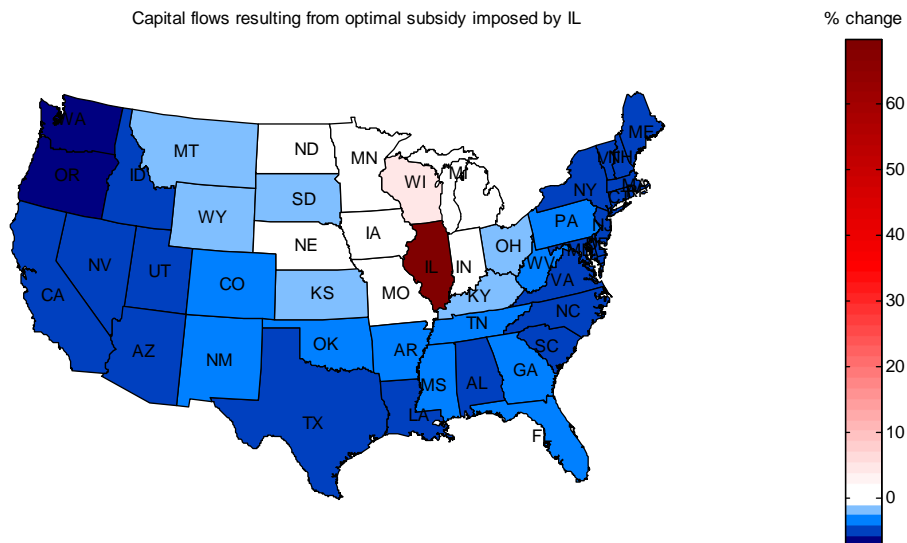 Capital flows resulting from optimal subsidy imposed by IL
% change
60
50
40
30
20
10
0
WA
MT
ND
MN
ME
OR
ID
SD
WI
MI
NH
NY
WY
PA
IA
NE
OH
NV
UT
CO
IL
IN
WV
CA
KS
MO
KY
VA
NC
AZ
NM
OK
AR
TN
SC
MS
AL
GA
TX
LA
F